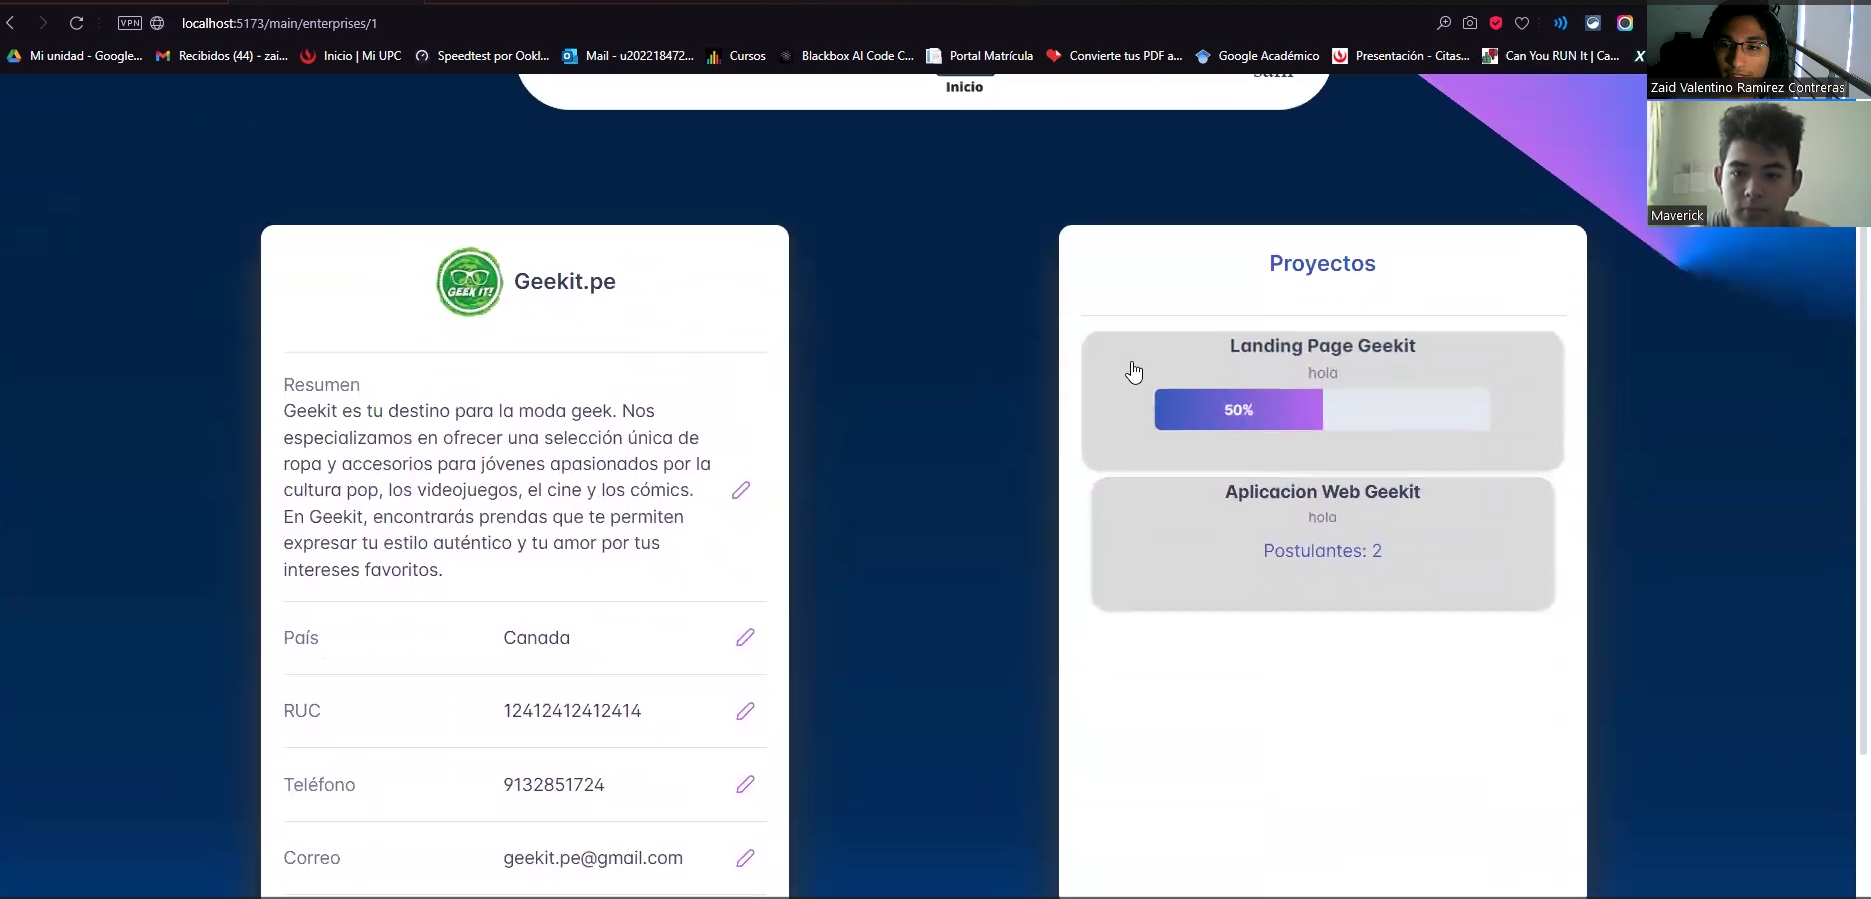 localhost:5173/main/enterprises/1
VPN
Mi unidad - Google...
Recibidos (44) - zai...
Inicio | Mi UPC
Speedtest por Ookl...
Mail - u202218472...
Cursos
Blackbox AI Code C...
Portal Matrícula
Convierte tus PDF a...
Google Académico
Presentación - Citas...
Can You RUN It | Ca...
Zaid Valentino Ramirez Contreras
Maverick
Inicio
GEEK IT!
Geekit.pe
Resumen
Geekit es tu destino para la moda geek. Nos
especializamos en ofrecer una selección única de
ropa y accesorios para jóvenes apasionados por la
cultura pop, los videojuegos, el cine y los cómics.
En Geekit, encontrarás prendas que te permiten
expresar tu estilo auténtico y tu amor por tus
intereses favoritos.
País Canada
RUC 12412412412414
Teléfono 9132851724
Correo geekit.pe@gmail.com
Proyectos
Landing Page Geekit
hola
50%
Aplicacion Web Geekit
hola
Postulantes: 2